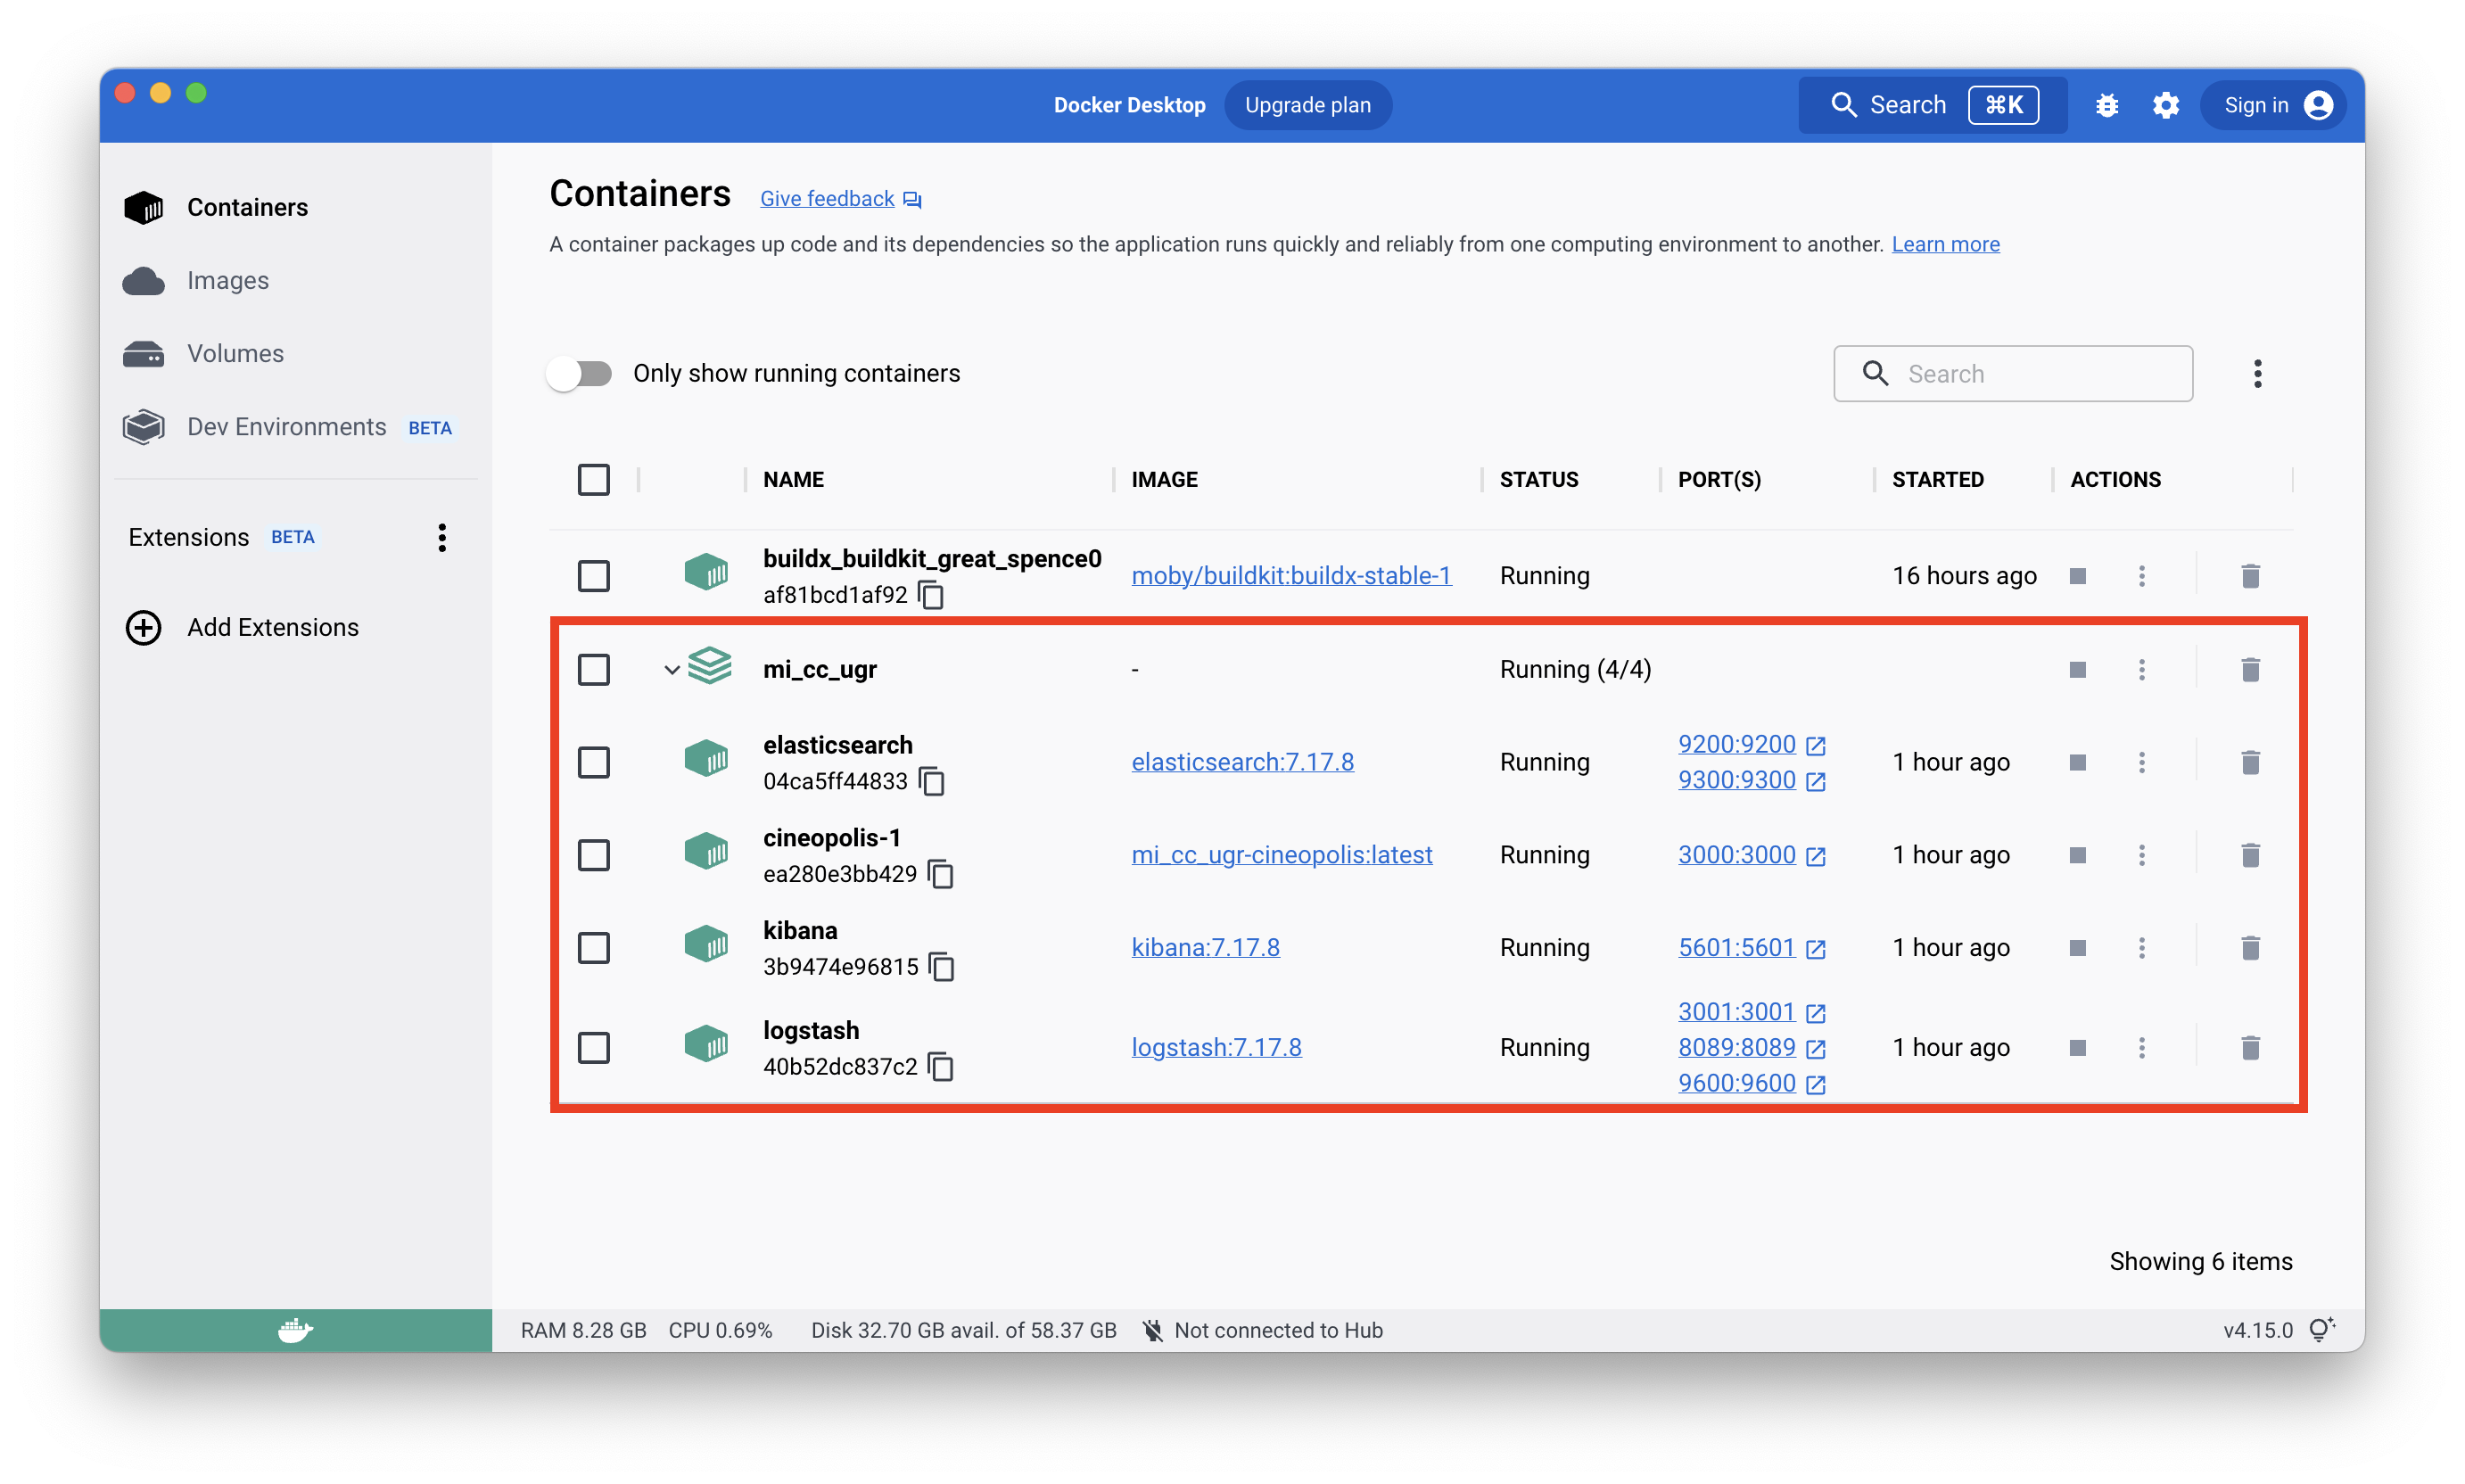 Docker Desktop
Upgrade plan
Search ⌘K
Sign in
Containers
Images
Volumes
Dev Environments BETA
Extensions BETA
Add Extensions
Containers
Give feedback
A container packages up code and its dependencies so the application runs quickly and reliably from one computing environment to another. Learn more
Only show running containers
Search
NAME IMAGE STATUS PORT(S) STARTED ACTIONS
buildx_buildkit_great_spence0
af81bcd1af92
moby/buildkit:buildx-stable-1 Running 16 hours ago
mi_cc_ugr - Running (4/4)
elasticsearch
04ca5ff44833
elasticsearch:7.17.8 Running
9200:9200
9300:9300
1 hour ago
cineopolis-1
ea280e3bb429
mi_cc_ugr-cineopolis:latest Running 3000:3000 1 hour ago
kibana
3b9474e96815
kibana:7.17.8 Running 5601:5601 1 hour ago
logstash
40b52dc837c2
logstash:7.17.8 Running
3001:3001
8089:8089
9600:9600
1 hour ago
Showing 6 items
RAM 8.28 GB CPU 0.69% Disk 32.70 GB avail. of 58.37 GB Not connected to Hub v4.15.0